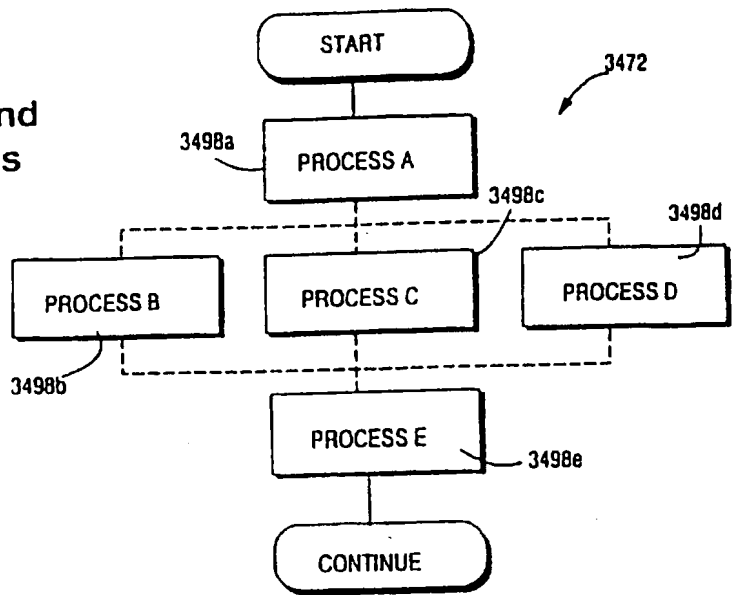 START
3472
nd
s
3498a
PROCESS A
3498c
3498d
PROCESS B
PROCESS C
PROCESS D
3498b
PROCESS E
3498e
CONTINUE